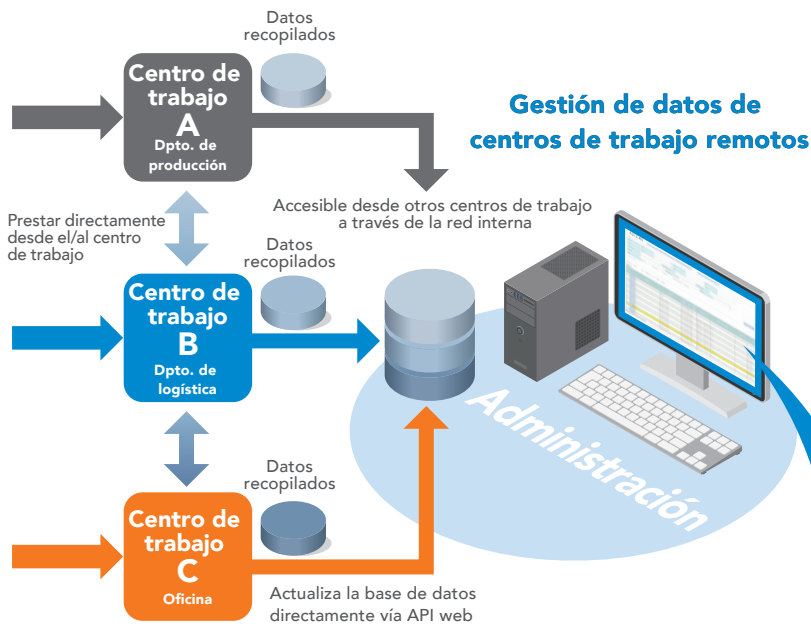 Datos
recopilados
Centro de
trabajo
A
Dpto. de
producción
Gestión de datos de
centros de trabajo remotos
Prestar directamente
desde el/al centro
de trabajo
Accesible desde otros centros de trabajo
a través de la red interna
Datos
recopilados
Centro de
trabajo
B
Dpto. de
logística
Administración
Datos
recopilados
Centro de
trabajo
C
Oficina
Actualiza la base de datos
directamente vía API web